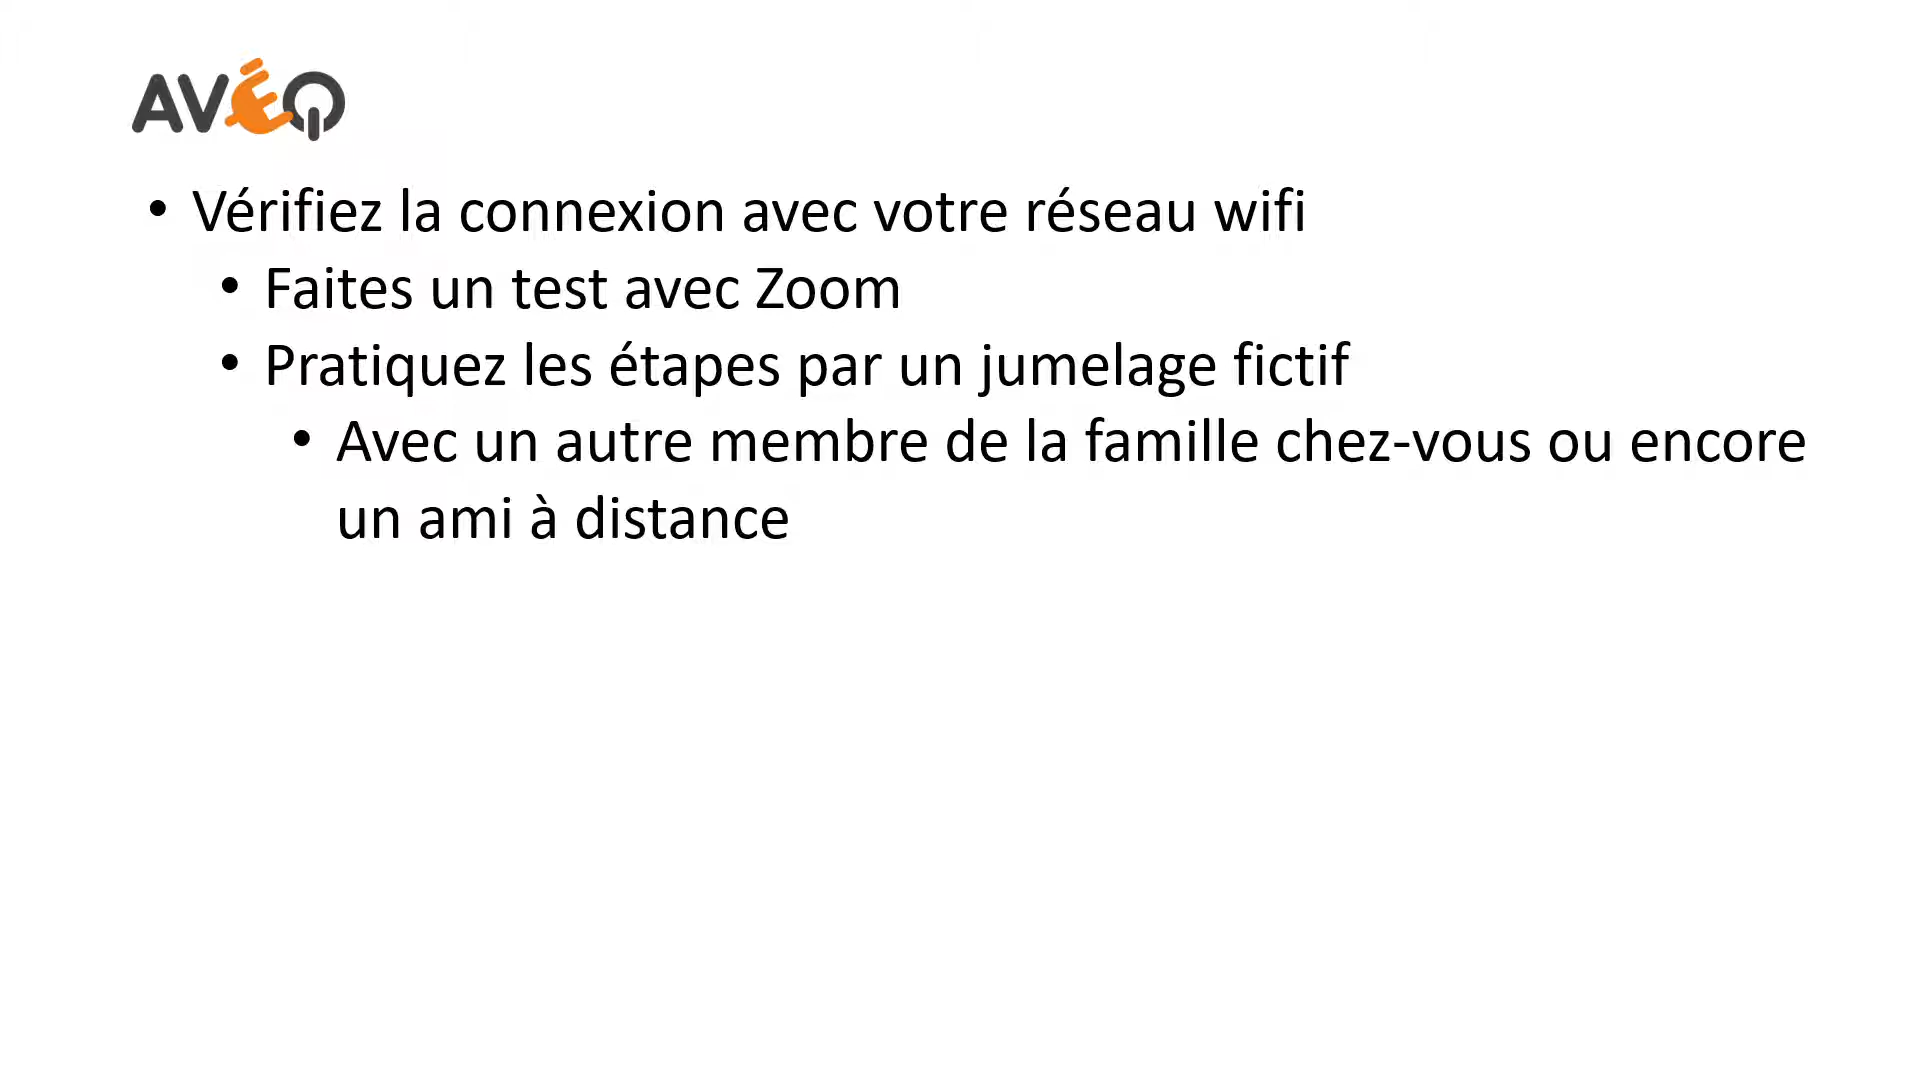 AVÉQ
• Vérifiez la connexion avec votre réseau wifi
• Faites un test avec Zoom
• Pratiquez les étapes par un jumelage fictif
• Avec un autre membre de la famille chez-vous ou encore
un ami à distance